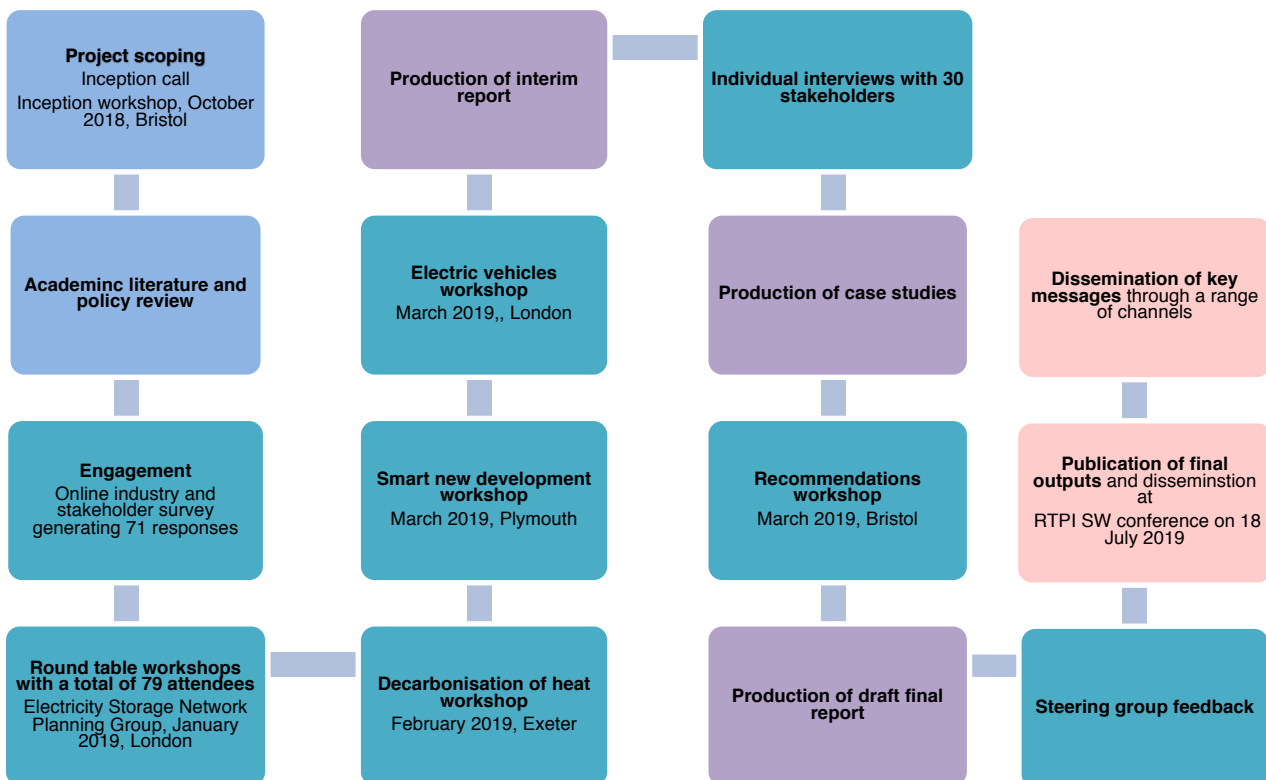 Project scoping
Inception call
Inception workshop, October
2018, Bristol
Academinc literature and
policy review
Engagement
Online industry and
stakeholder survey
generating 71 responses
Round table workshops
with a total of 79 attendees
Electricity Storage Network
Planning Group, January
2019, London
Decarbonisation of heat
workshop
February 2019, Exeter
Smart new development
workshop
March 2019, Plymouth
Electric vehicles
workshop
March 2019,, London
Production of interim
report
Individual interviews with 30
stakeholders
Production of case studies
Recommendations
workshop
March 2019, Bristol
Production of draft final
report
Steering group feedback
Publication of final
outputs and disseminstion
at
RTPI SW conference on 18
July 2019
Dissemination of key
messages through a range
of channels